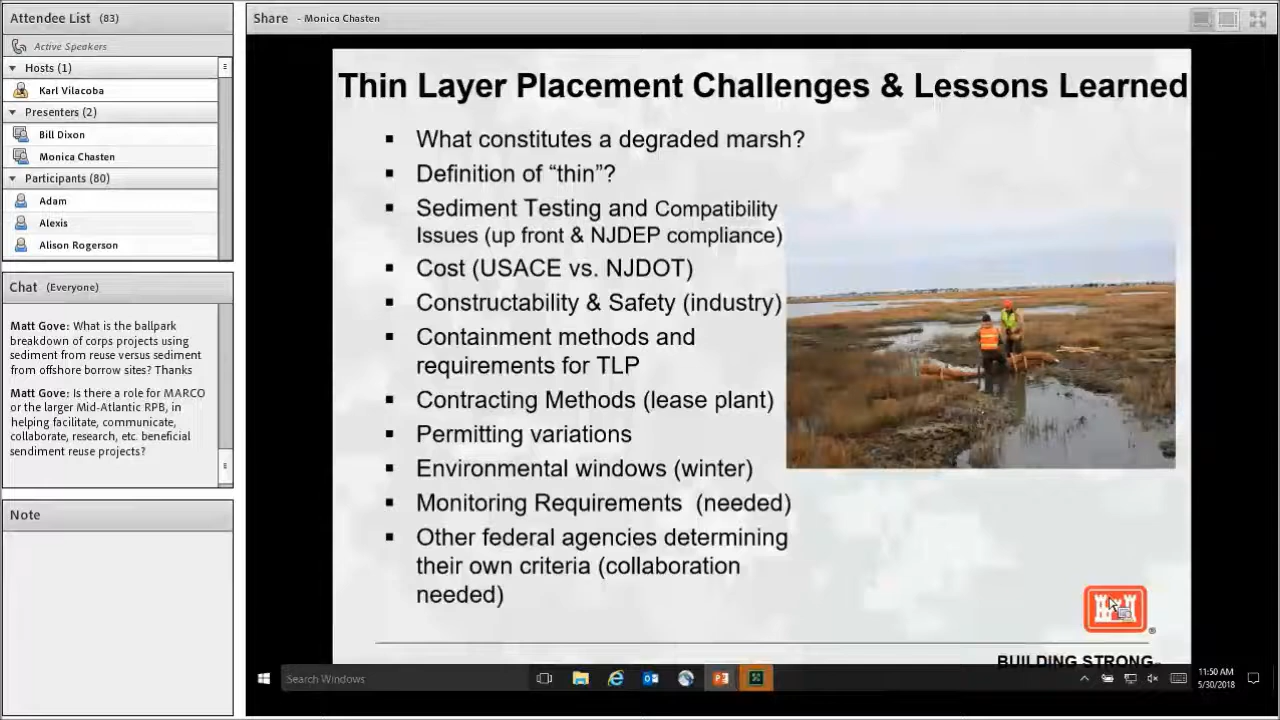 Attendee List (83)
Active Speakers
Hosts (1)
Karl Vilacoba
Presenters (2)
Bill Dixon
Monica Chasten
Participants (80)
Adam
Alexis
Alison Rogerson
Chat (Everyone)
Matt Gove: What is the ballpark
breakdown of corps projects using
sediment from reuse versus sediment
from offshore borrow sites? Thanks
Matt Gove: Is there a role for MARCO
or the larger Mid-Atlantic RPB, in
helping facilitate, communicate,
collaborate, research, etc. beneficial
sendiment reuse projects?
Note
Share - Monica Chasten
Thin Layer Placement Challenges & Lessons Learned
▪ What constitutes a degraded marsh?
▪ Definition of “thin”?
▪ Sediment Testing and Compatibility
Issues (up front & NJDEP compliance)
▪ Cost (USACE vs. NJDOT)
▪ Constructability & Safety (industry)
▪ Containment methods and
requirements for TLP
▪ Contracting Methods (lease plant)
▪ Permitting variations
▪ Environmental windows (winter)
▪ Monitoring Requirements (needed)
▪ Other federal agencies determining
their own criteria (collaboration
needed)
®
BUILDING STRONG
Search Windows
11:50 AM
5/30/2018